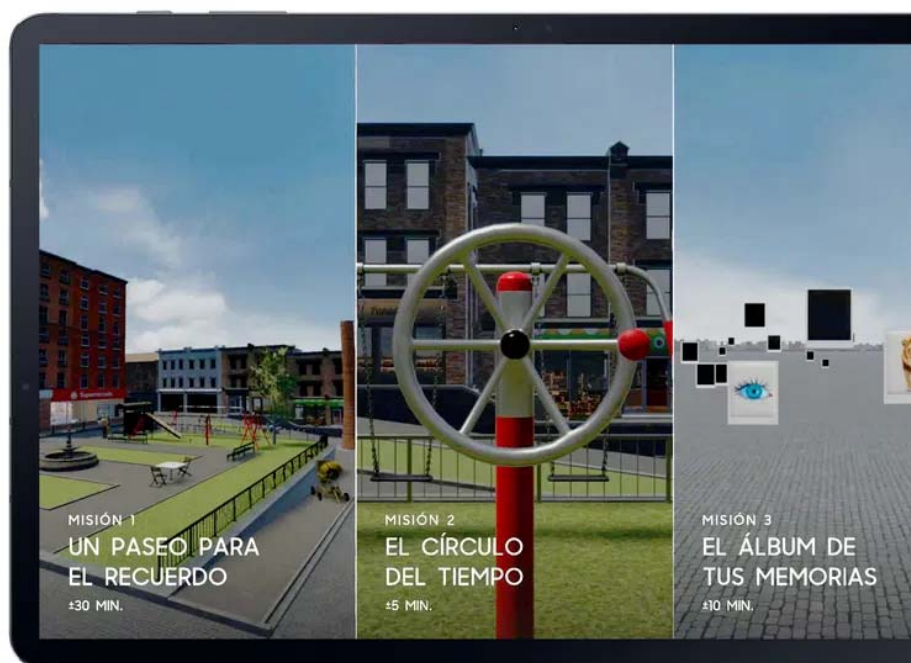 MISIÓN 1
UN PASEO PARA
EL RECUERDO
±30 MIN.
MISIÓN 2
EL CÍRCULO
DEL TIEMPO
±5 MIN.
MISIÓN 3
EL ÁLBUM DE
TUS MEMORIAS
±10 MIN.